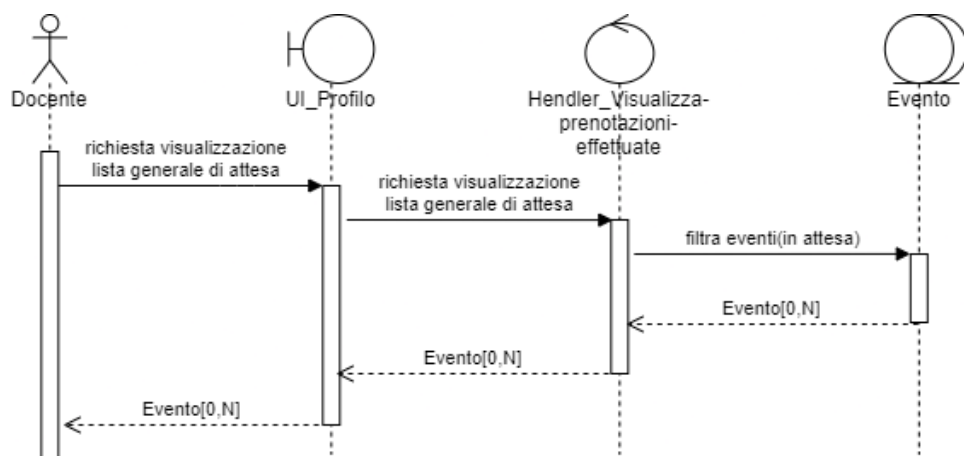 Docente
UI_Profilo
Hendler_Visualizza-
prenotazioni-
effettuate
Evento
richiesta visualizzazione
lista generale di attesa
richiesta visualizzazione
lista generale di attesa
filtra eventi(in attesa)
Evento[0,N]
Evento[0,N]
Evento[0,N]